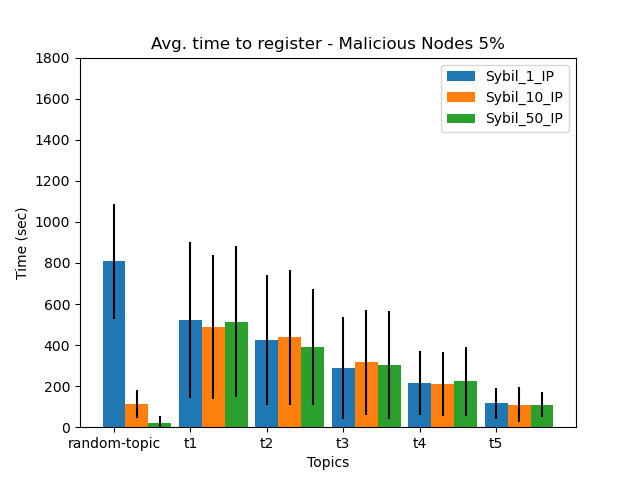 Avg. time to register - Malicious Nodes 5%
1800
1600
1400
1200
1000
800
600
400
200
0
Time (sec)
Sybil_1_IP
Sybil_10_IP
Sybil_50_IP
random-topic t1 t2 t3 t4 t5
Topics